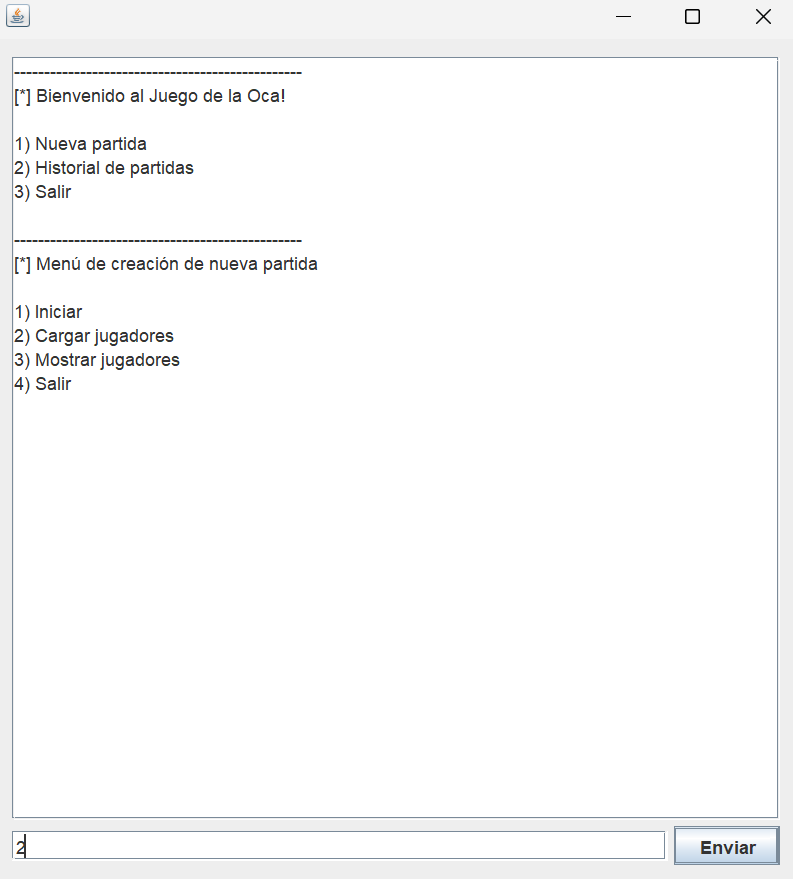 ------------------------------------------------
[*] Bienvenido al Juego de la Oca!
1) Nueva partida
2) Historial de partidas
3) Salir
------------------------------------------------
[*] Menú de creación de nueva partida
1) Iniciar
2) Cargar jugadores
3) Mostrar jugadores
4) Salir
2
Enviar